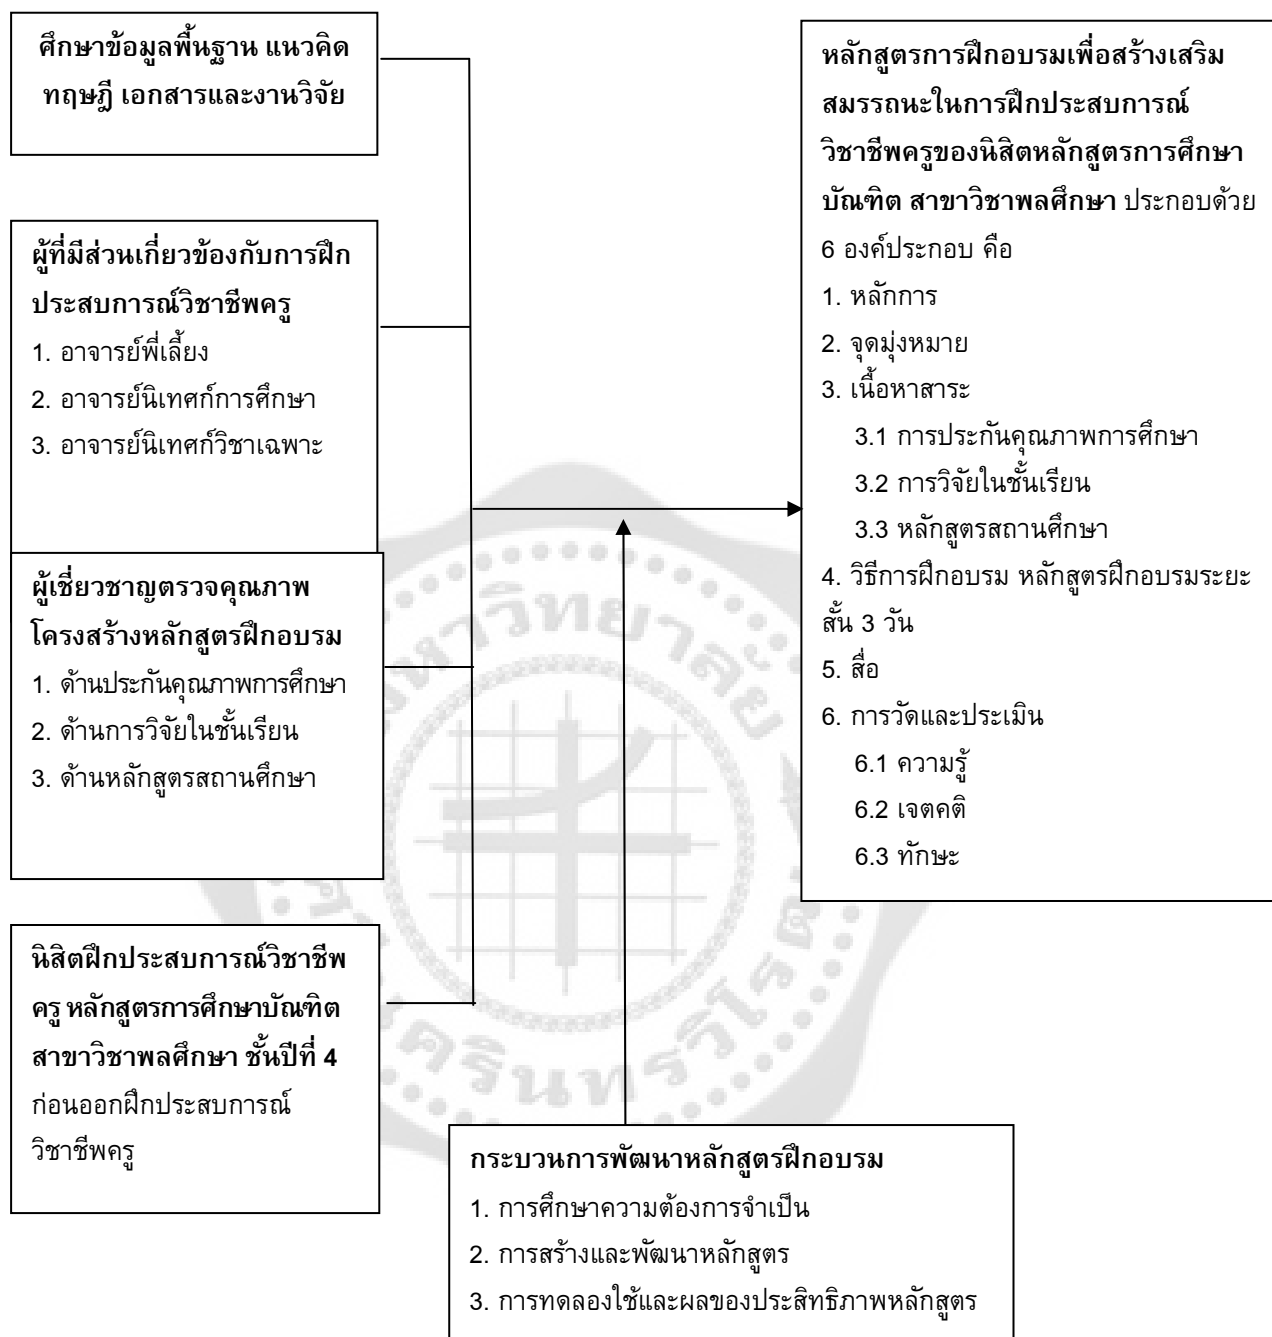 ศึกษาข้อมูลพื้นฐาน แนวคิด
ทฤษฎี เอกสารและงานวิจัย
ผู้ที่มีส่วนเกี่ยวข้องกับการฝึก
ประสบการณ์วิชาชีพครู
1. อาจารย์พี่เลี้ยง
2. อาจารย์นิเทศก์การศึกษา
3. อาจารย์นิเทศก์วิชาเฉพาะ
ผู้เชี่ยวชาญตรวจคุณภาพ
โครงสร้างหลักสูตรฝึกอบรม
1. ด้านประกันคุณภาพการศึกษา
2. ด้านการวิจัยในชั้นเรียน
3. ด้านหลักสูตรสถานศึกษา
นิสิตฝึกประสบการณ์วิชาชีพ
ครู หลักสูตรการศึกษาบัณฑิต
สาขาวิชาพลศึกษา ชั้นปีที่ 4
ก่อนออกฝึกประสบการณ์
วิชาชีพครู
หลักสูตรการฝึกอบรมเพื่อสร้างเสริม
สมรรถนะในการฝึกประสบการณ์
วิชาชีพครูของนิสิตหลักสูตรการศึกษา
บัณฑิต สาขาวิชาพลศึกษา ประกอบด้วย
6 องค์ประกอบ คือ
1. หลักการ
2. จุดมุ่งหมาย
3. เนื้อหาสาระ
3.1 การประกันคุณภาพการศึกษา
3.2 การวิจัยในชั้นเรียน
3.3 หลักสูตรสถานศึกษา
4. วิธีการฝึกอบรม หลักสูตรฝึกอบรมระยะ
สั้น 3 วัน
5. สื่อ
6. การวัดและประเมิน
6.1 ความรู้
6.2 เจตคติ
6.3 ทักษะ
กระบวนการพัฒนาหลักสูตรฝึกอบรม
1. การศึกษาความต้องการจำเป็น
2. การสร้างและพัฒนาหลักสูตร
3. การทดลองใช้และผลของประสิทธิภาพหลักสูตร